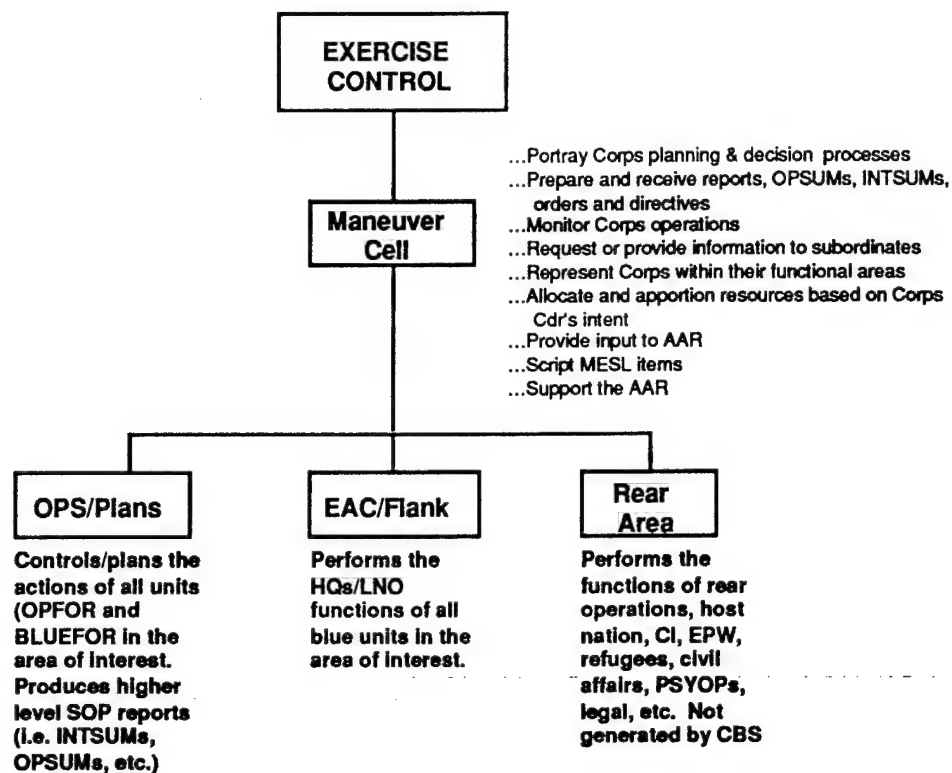 EXERCISE
CONTROL
...Portray Corps planning & decision processes
...Prepare and receive reports, OPSUMs, INTSUMs,
orders and directives
...Monitor Corps operations
...Request or provide information to subordinates
...Represent Corps within their functional areas
...Allocate and apportion resources based on Corps
Cdr's intent
...Provide input to AAR
...Script MESL items
...Support the AAR
Maneuver
Cell
OPS/Plans
Controls/plans the
actions of all units
(OPFOR and
BLUEFOR in the
area of interest.
Produces higher
level SOP reports
(i.e. INTSUMs,
OPSUMs, etc.)
EAC/Flank
Performs the
HQs/LNO
functions of all
blue units in the
area of interest.
Rear
Area
Performs the
functions of rear
operations, host
nation, CI, EPW,
refugees, civil
affairs, PSYOPs,
legal, etc. Not
generated by CBS